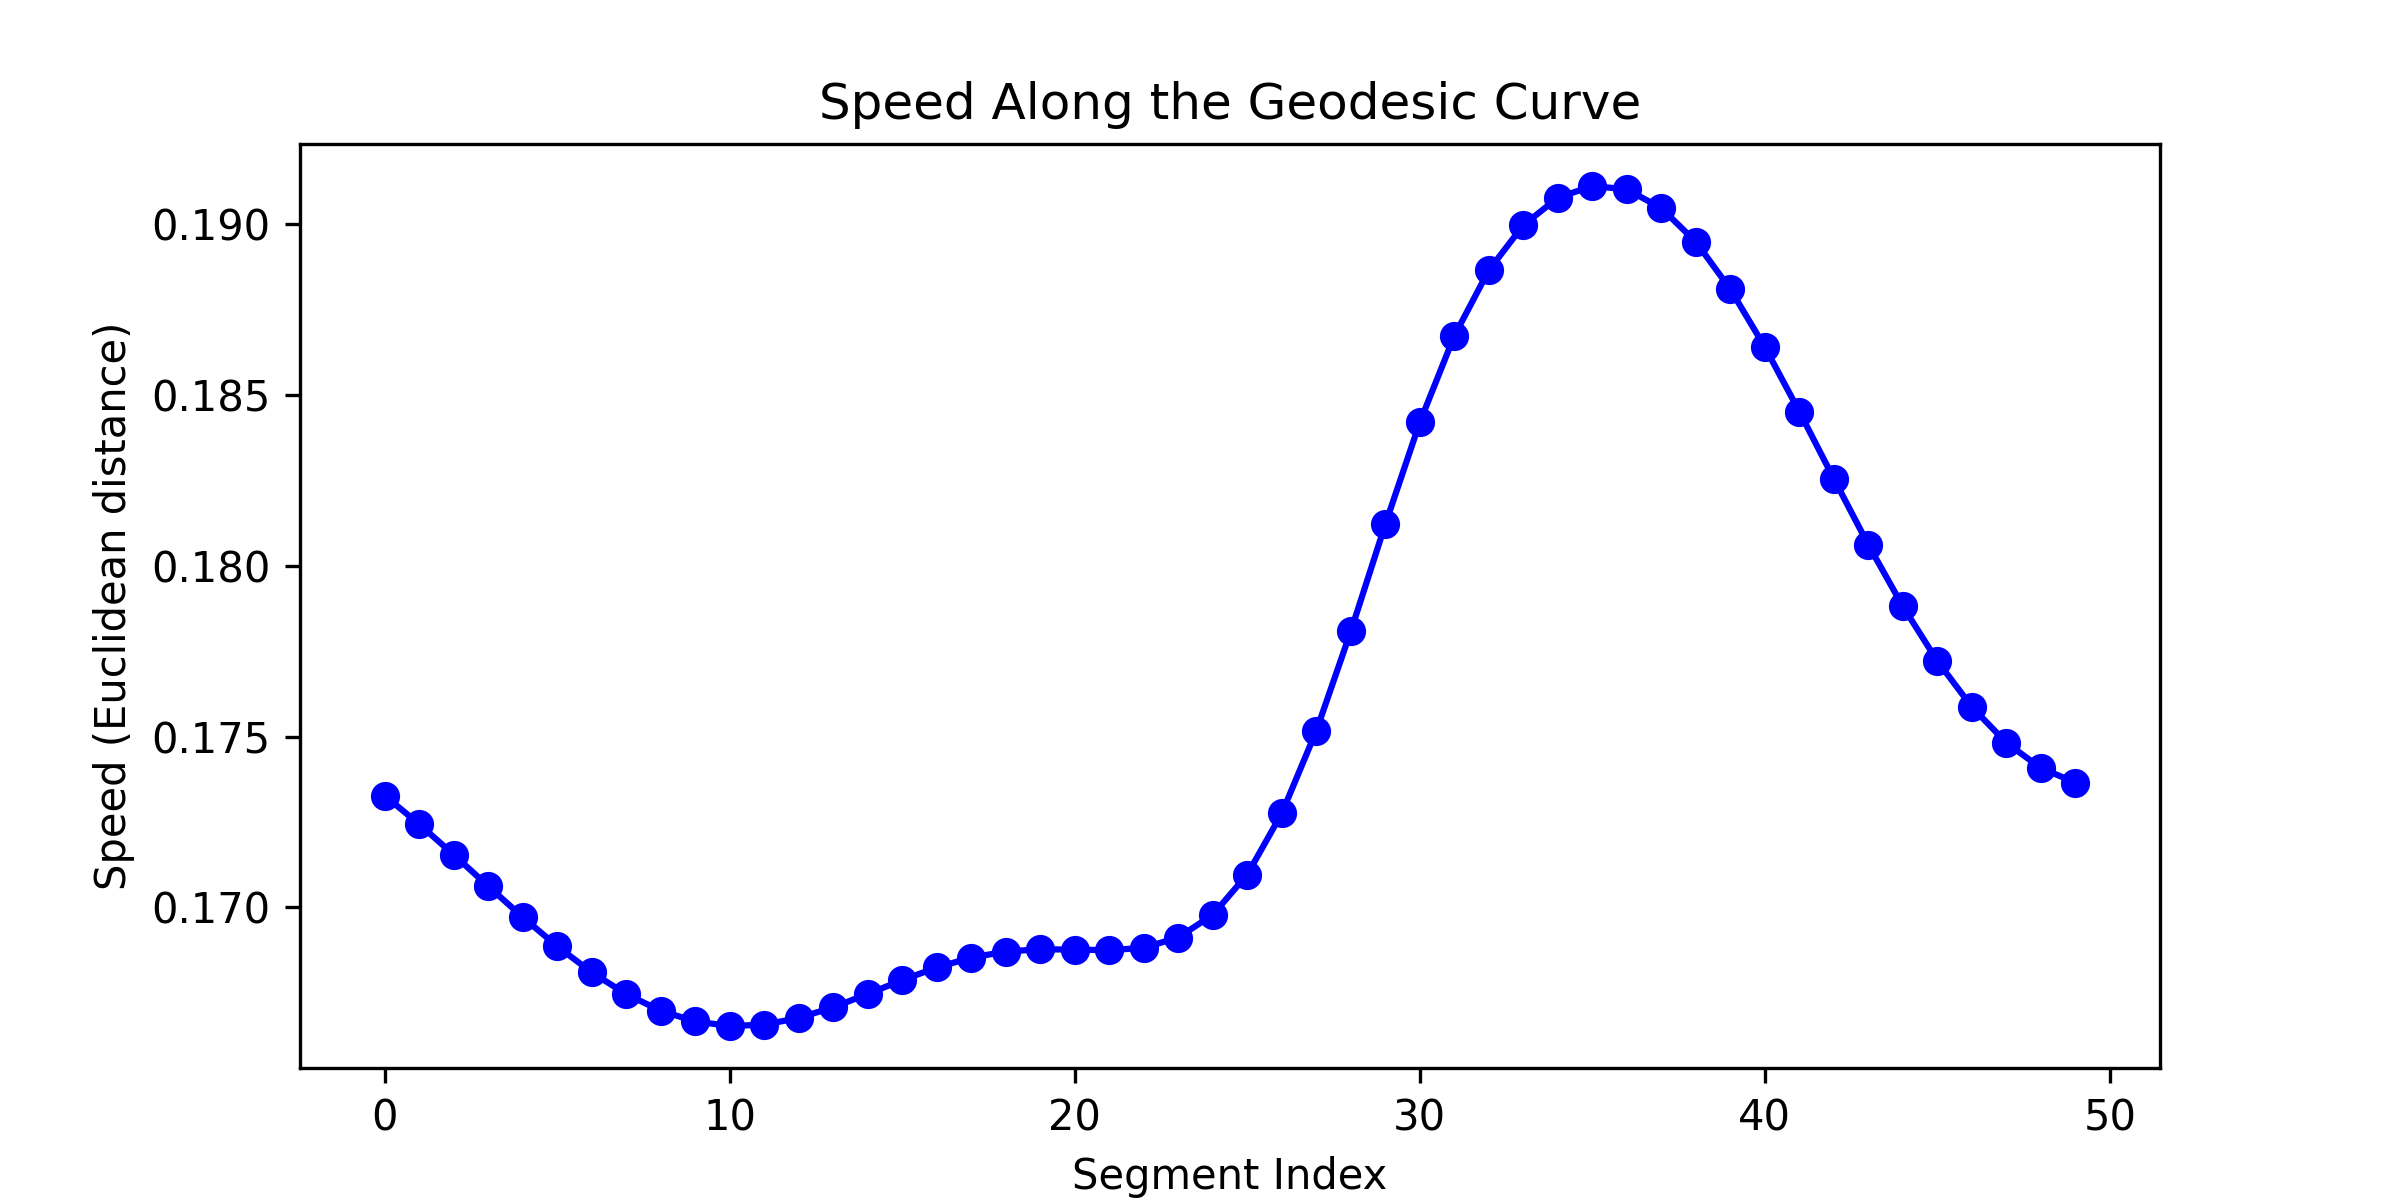 Speed Along the Geodesic Curve
Speed (Euclidean distance)
0.190
0.185
0.180
0.175
0.170
0 10 20 30 40 50
Segment Index